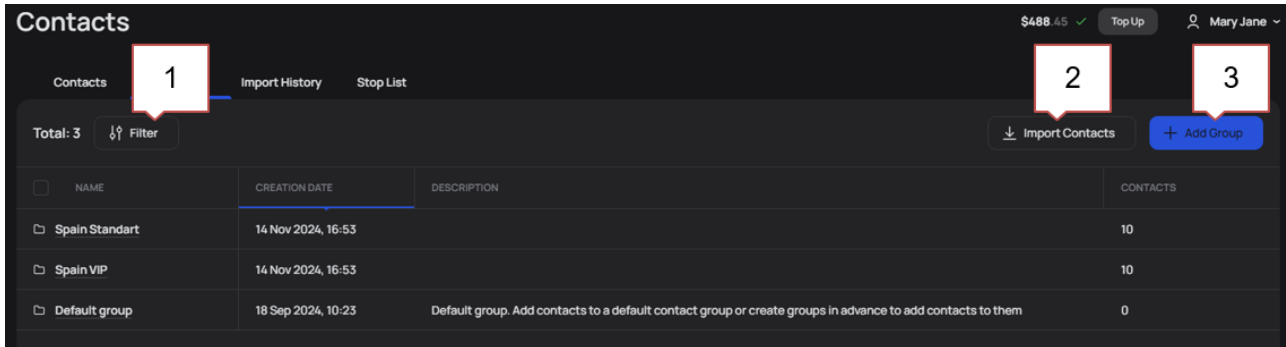 Contacts
$488.45 Top Up Mary Jane
Contacts Import History Stop List
1 2 3
Total: 3 Filter Import Contacts + Add Group
NAME CREATION DATE DESCRIPTION CONTACTS
Spain Standart 14 Nov 2024, 16:53 10
Spain VIP 14 Nov 2024, 16:53 10
Default group 18 Sep 2024, 10:23 Default group. Add contacts to a default contact group or create groups in advance to add contacts to them 0